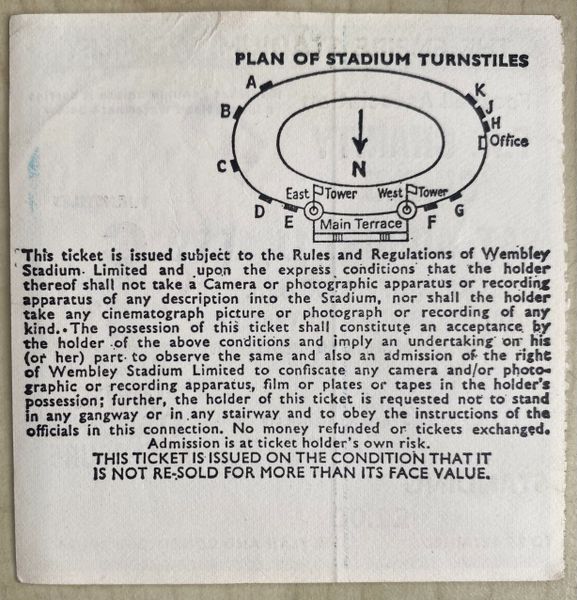 PLAN OF STADIUM TURNSTILES
A
K
J
B
H
Office
N
C
East Tower
West Tower
D
E
F
G
Main Terrace
This ticket is issued subject to the Rules and Regulations of Wembley
Stadium Limited and upon the express conditions that the holder
thereof shall not take a Camera or photographic apparatus or recording
apparatus of any description into the Stadium, nor shall the holder
take any cinematograph picture or photograph or recording of any
kind. The possession of this ticket shall constitute an acceptance by
the holder of the above conditions and imply an undertaking on his
(or her) part to observe the same and also an admission of the right
of Wembley Stadium Limited to confiscate any camera and/or photo-
graphic or recording apparatus, film or plates or tapes in the holder's
possession; further, the holder of this ticket is requested not to stand
in any gangway or in any stairway and to obey the instructions of the
officials in this connection. No money refunded or tickets exchanged.
Admission is at ticket holder's own risk.
THIS TICKET IS ISSUED ON THE CONDITION THAT IT
IS NOT RE-SOLD FOR MORE THAN ITS FACE VALUE.